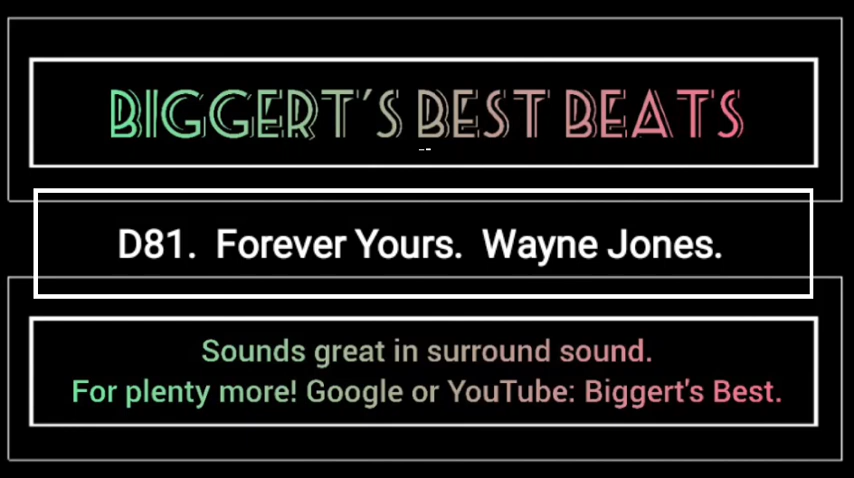 BIGGERT'S BEST BEATS
D81. Forever Yours. Wayne Jones.
Sounds great in surround sound.
For plenty more! Google or YouTube: Biggert's Best.